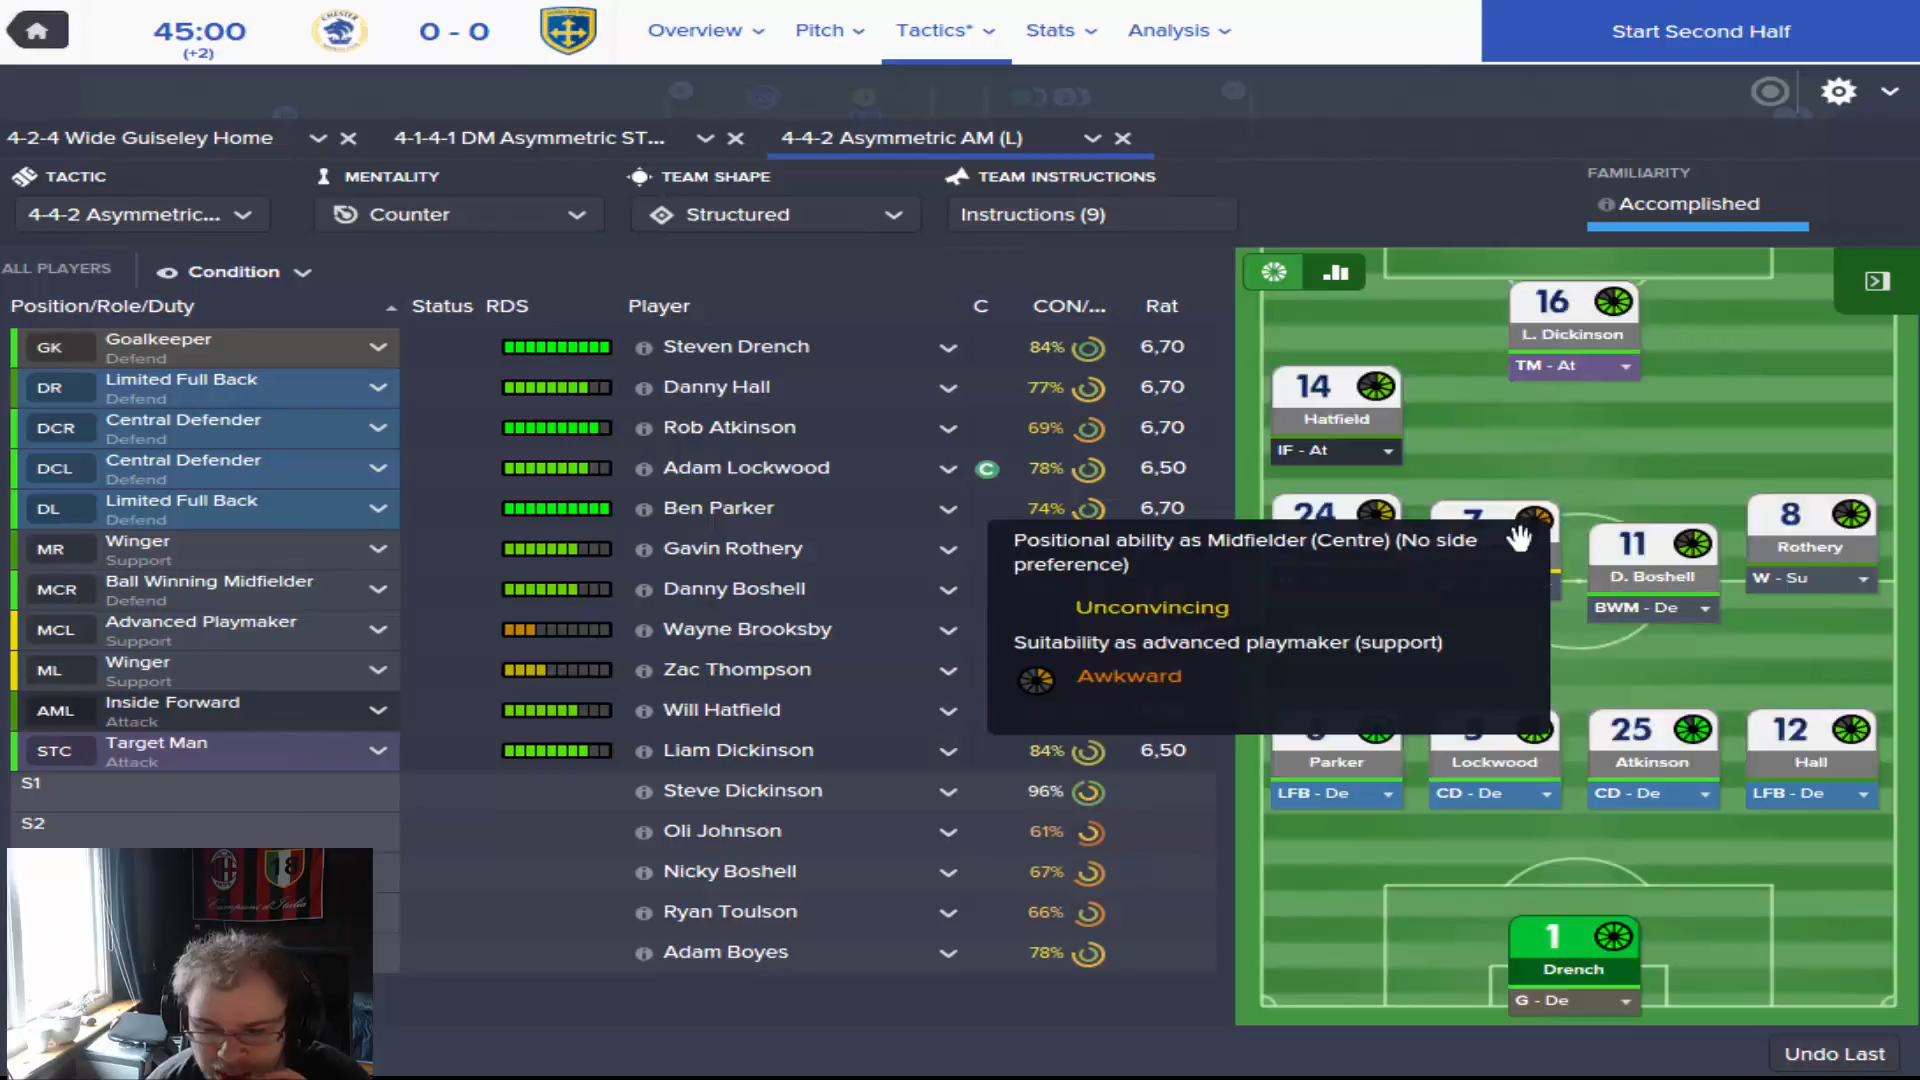 45:00
(+2)
CHESTER
0 - 0
Overview
Pitch
Tactics*
Stats
Analysis
Start Second Half
4-2-4 Wide Guiseley Home
4-1-4-1 DM Asymmetric ST...
4-4-2 Asymmetric AM (L)
TACTIC
MENTALITY
TEAM SHAPE
TEAM INSTRUCTIONS
FAMILIARITY
4-4-2 Asymmetric...
Counter
Structured
Instructions (9)
Accomplished
ALL PLAYERS
Condition
Position/Role/Duty
Status
RDS
Player
C
CON/...
Rat
GK Goalkeeper Defend Steven Drench 84% 6,70
DR Limited Full Back Defend Danny Hall 77% 6,70
DCR Central Defender Defend Rob Atkinson 69% 6,70
DCL Central Defender Defend Adam Lockwood C 78% 6,50
DL Limited Full Back Defend Ben Parker 74% 6,70
MR Winger Support Gavin Rothery
MCR Ball Winning Midfielder Defend Danny Boshell
MCL Advanced Playmaker Support Wayne Brooksby
ML Winger Support Zac Thompson
AML Inside Forward Attack Will Hatfield
STC Target Man Attack Liam Dickinson 84% 6,50
S1 Steve Dickinson 96%
S2 Oli Johnson 61%
Nicky Boshell 67%
Ryan Toulson 66%
Adam Boyes 78%
Positional ability as Midfielder (Centre) (No side
preference)
Unconvincing
Suitability as advanced playmaker (support)
Awkward
16
L. Dickinson
TM - At
14
Hatfield
IF - At
24
7
11
D. Boshell
BWM - De
8
Rothery
W - Su
Parker
LFB - De
Lockwood
CD - De
25
Atkinson
CD - De
12
Hall
LFB - De
1
Drench
G - De
18
Campioni d'Italia
Undo Last